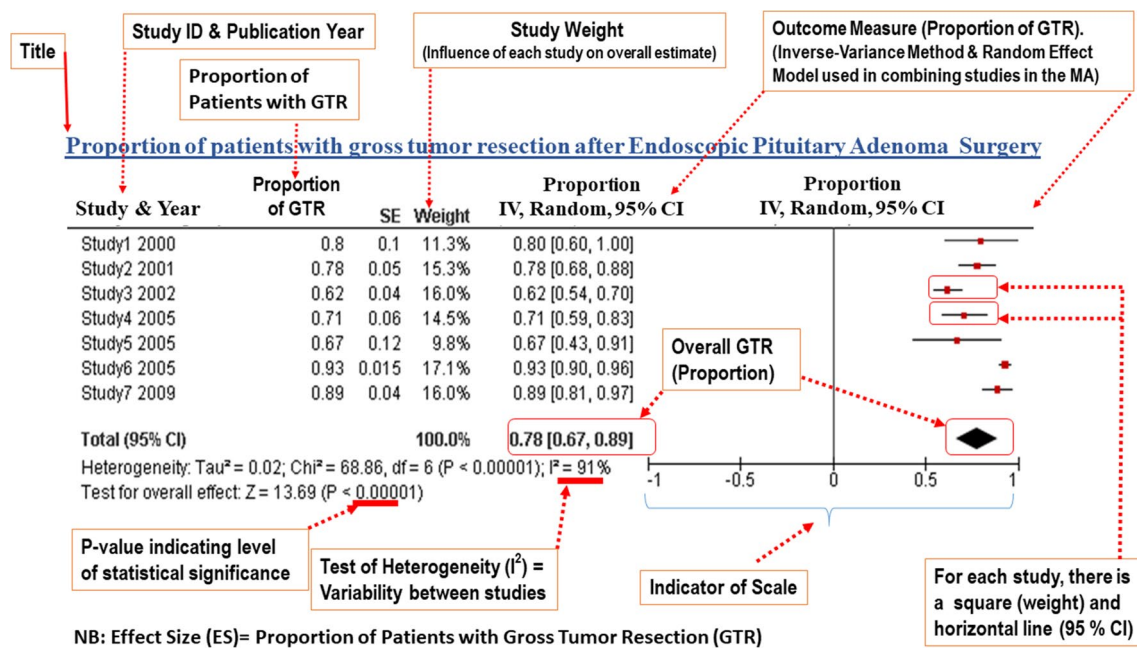 Title
Study ID & Publication Year
Proportion of
Patients with GTR
Study Weight
(Influence of each study on overall estimate)
Outcome Measure (Proportion of GTR).
(Inverse-Variance Method & Random Effect
Model used in combining studies in the MA)
Proportion of patients with gross tumor resection after Endoscopic Pituitary Adenoma Surgery
Study & Year
Proportion
of GTR
SE
Weight
Proportion
IV, Random, 95% CI
Proportion
IV, Random, 95% CI
Study1 2000 0.8 0.1 11.3% 0.80 [0.60, 1.00]
Study2 2001 0.78 0.05 15.3% 0.78 [0.68, 0.88]
Study3 2002 0.62 0.04 16.0% 0.62 [0.54, 0.70]
Study4 2005 0.71 0.06 14.5% 0.71 [0.59, 0.83]
Study5 2005 0.67 0.12 9.8% 0.67 [0.43, 0.91]
Study6 2005 0.93 0.015 17.1% 0.93 [0.90, 0.96]
Study7 2009 0.89 0.04 16.0% 0.89 [0.81, 0.97]
Overall GTR
(Proportion)
Total (95% CI) 100.0% 0.78 [0.67, 0.89]
Heterogeneity: Tau² = 0.02; Chi² = 68.86, df = 6 (P < 0.00001); I² = 91%
Test for overall effect: Z = 13.69 (P < 0.00001)
-1 -0.5 0 0.5 1
P-value indicating level
of statistical significance
Test of Heterogeneity (I²) =
Variability between studies
Indicator of Scale
For each study, there is
a square (weight) and
horizontal line (95 % CI)
NB: Effect Size (ES)= Proportion of Patients with Gross Tumor Resection (GTR)